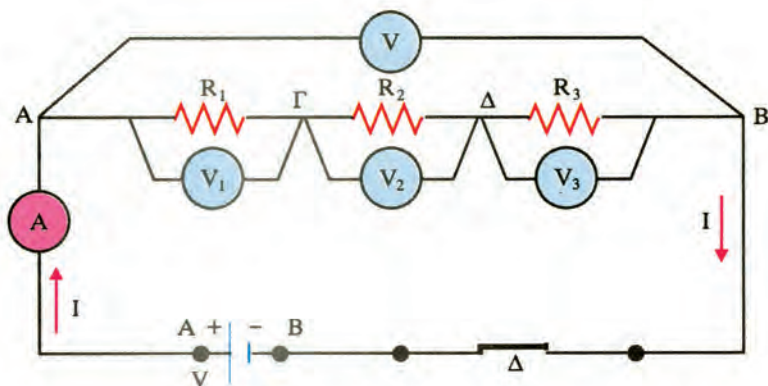 V
R₁ Γ R₂ Δ R₃
A B
V₁ V₂ V₃
A
I I
A + - B
V Δ